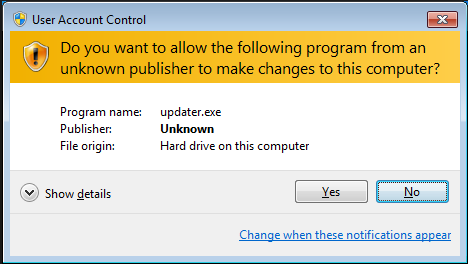 User Account Control
Do you want to allow the following program from an
unknown publisher to make changes to this computer?
Program name: updater.exe
Publisher: Unknown
File origin: Hard drive on this computer
Show details
Yes
No
Change when these notifications appear